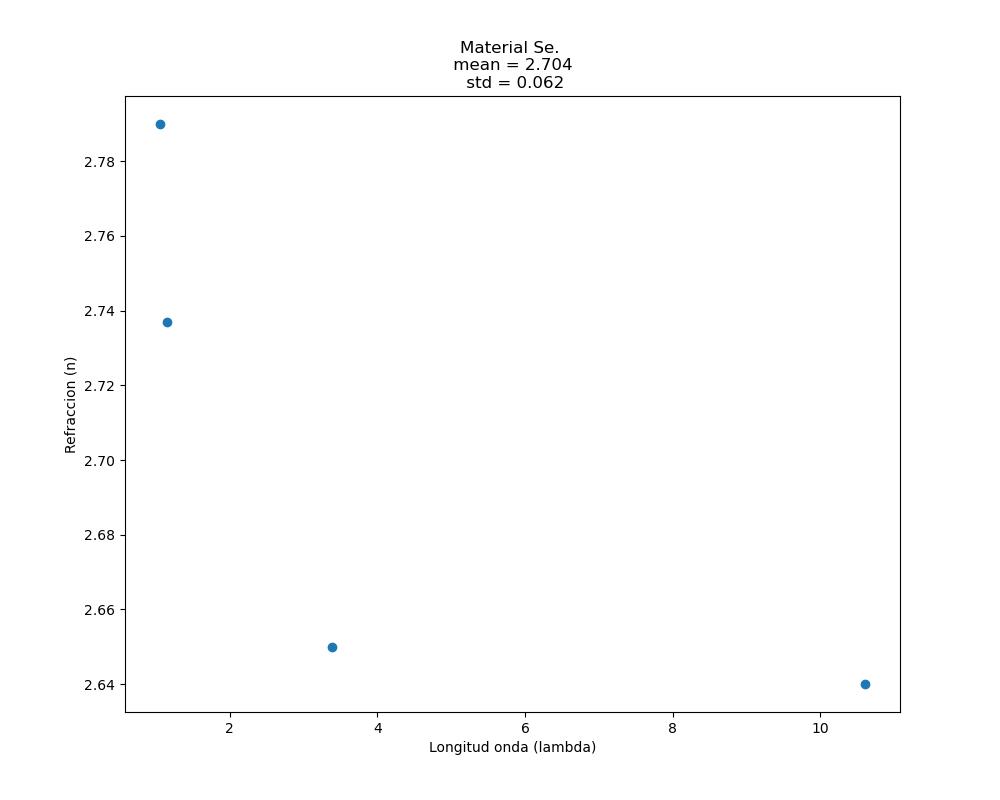 Material Se.
mean = 2.704
std = 0.062
2.78
2.76
2.74
2.72
2.70
2.68
2.66
2.64
Refraccion (n)
2 4 6 8 10
Longitud onda (lambda)